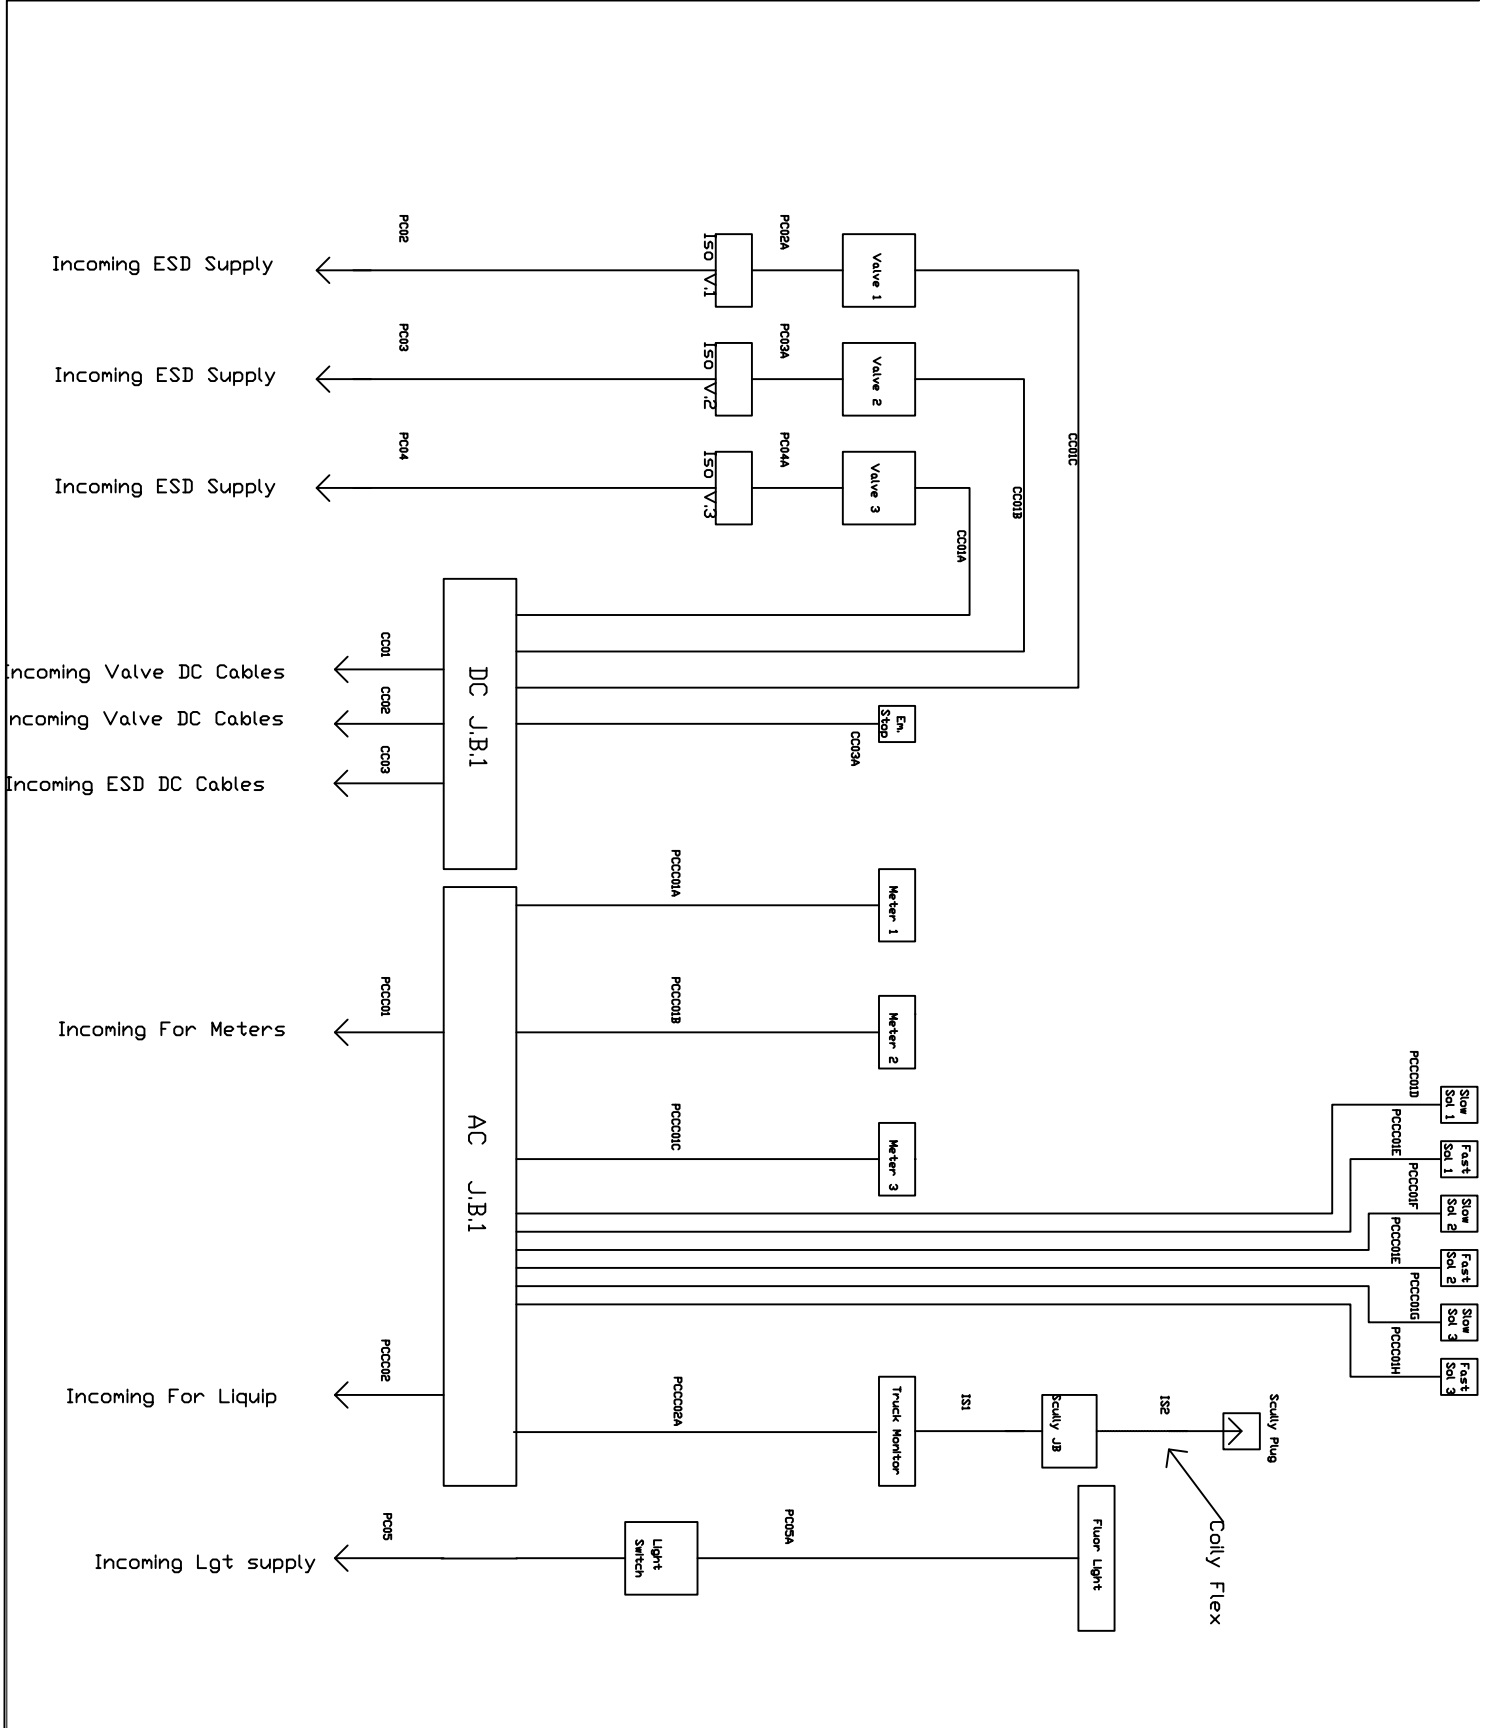 PC02
Incoming ESD Supply
Iso V.1
PC02A
Valve 1
PC03
Incoming ESD Supply
Iso V.2
PC03A
Valve 2
PC04
Incoming ESD Supply
Iso V.3
PC04A
Valve 3
CC01C
CC01B
CC01A
CC01
Incoming Valve DC Cables
CC02
ncoming Valve DC Cables
CC03
Incoming ESD DC Cables
DC J.B.1
Em.
Stop
CC03A
PCCC01A
Meter 1
PCCC01
Incoming For Meters
PCCC01B
Meter 2
AC J.B.1
PCCC01C
Meter 3
PCCC01D
Slow
Sol 1
PCCC01E
Fast
Sol 1
PCCC01F
Slow
Sol 2
PCCC01E
Fast
Sol 2
PCCC01G
Slow
Sol 3
PCCC01H
Fast
Sol 3
PCCC02
Incoming For Liquip
PCCC02A
Truck Monitor
IS1
Scully JB
IS2
Scully Plug
Coily Flex
PC05
Incoming Lgt supply
Light
Switch
PC05A
Fluor Light